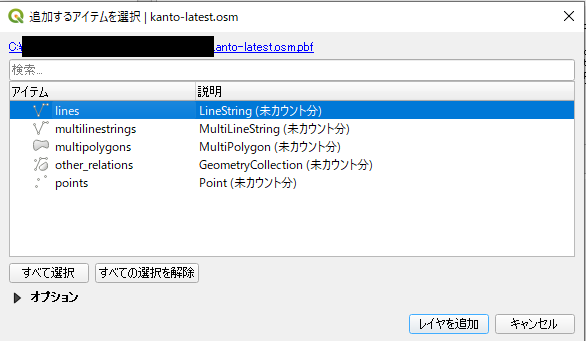 追加するアイテムを選択 | kanto-latest.osm
C:\ anto-latest.osm.pbf
検索...
アイテム 説明
lines LineString (未カウント分)
multilinestrings MultiLineString (未カウント分)
multipolygons MultiPolygon (未カウント分)
other_relations GeometryCollection (未カウント分)
points Point (未カウント分)
すべて選択 すべての選択を解除
オプション
レイヤを追加 キャンセル